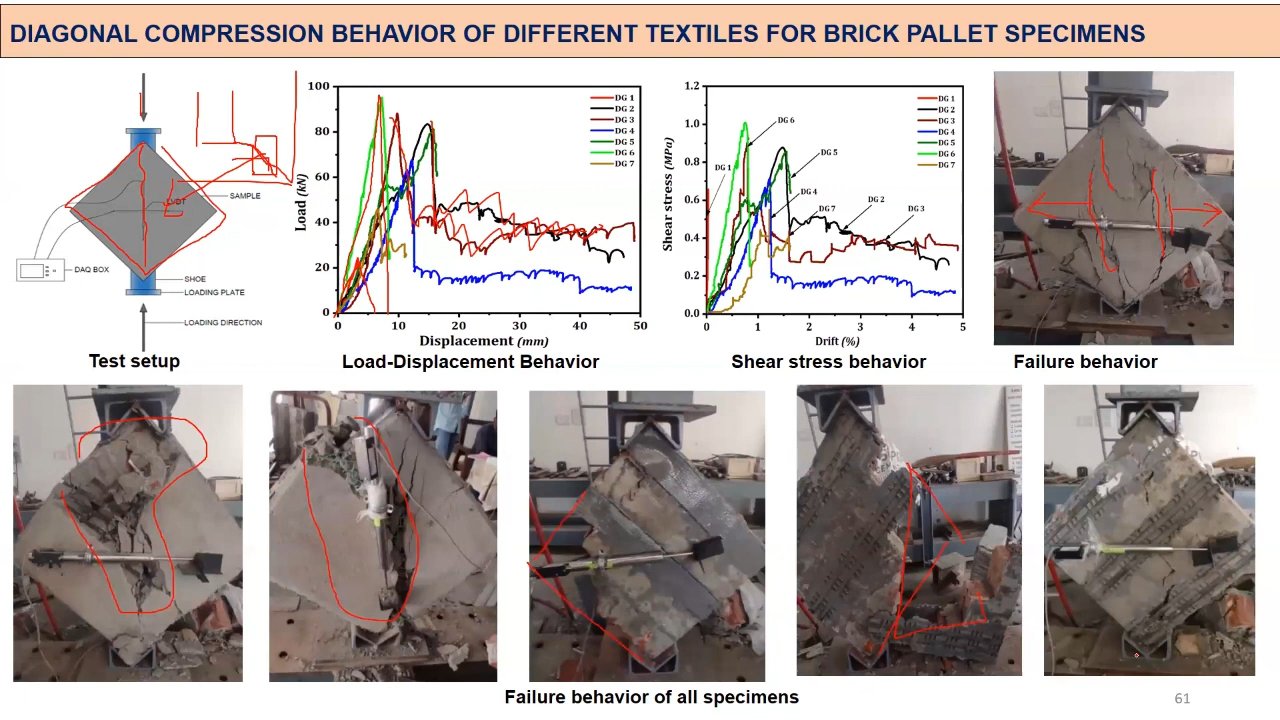 DIAGONAL COMPRESSION BEHAVIOR OF DIFFERENT TEXTILES FOR BRICK PALLET SPECIMENS
LVDT
SAMPLE
DAQ BOX
SHOE
LOADING PLATE
LOADING DIRECTION
Test setup
Load (kN)
100
80
60
40
20
0
0 10 20 30 40 50
Displacement (mm)
DG 1
DG 2
DG 3
DG 4
DG 5
DG 6
DG 7
Load-Displacement Behavior
Shear stress (MPa)
1.2
1.0
0.8
0.6
0.4
0.2
0.0
0 1 2 3 4 5
Drift (%)
DG 1
DG 2
DG 3
DG 4
DG 5
DG 6
DG 7
DG 6
DG 5
DG 1
DG 4
DG 2
DG 7
DG 3
Shear stress behavior
Failure behavior
Failure behavior of all specimens
61